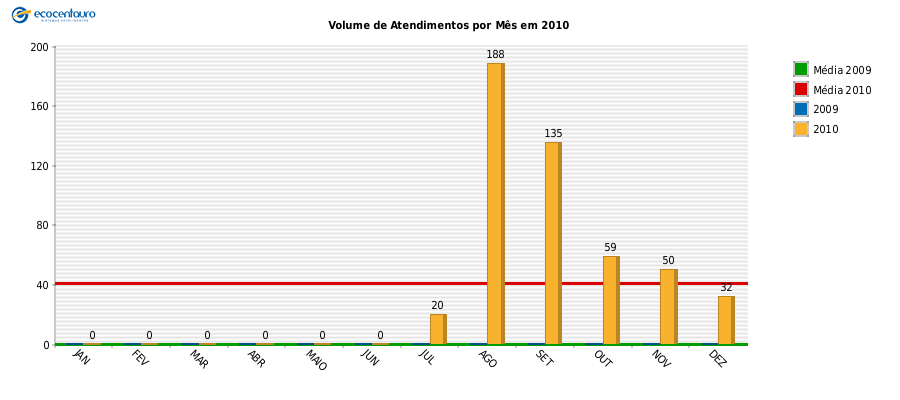 ecocentauro
Volume de Atendimentos por Mês em 2010
200
160
120
80
40
0
0
0
0
0
0
0
20
188
135
59
50
32
JAN
FEV
MAR
ABR
MAIO
JUN
JUL
AGO
SET
OUT
NOV
DEZ
Média 2009
Média 2010
2009
2010